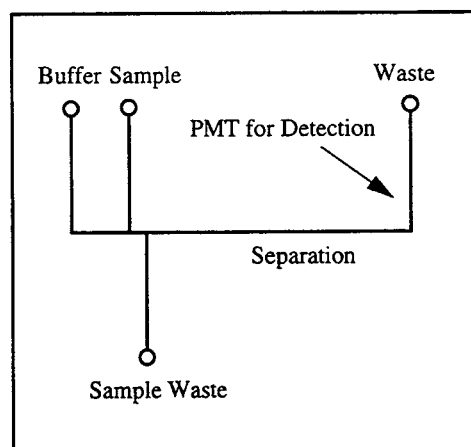 Buffer Sample
Waste
PMT for Detection
Separation
Sample Waste